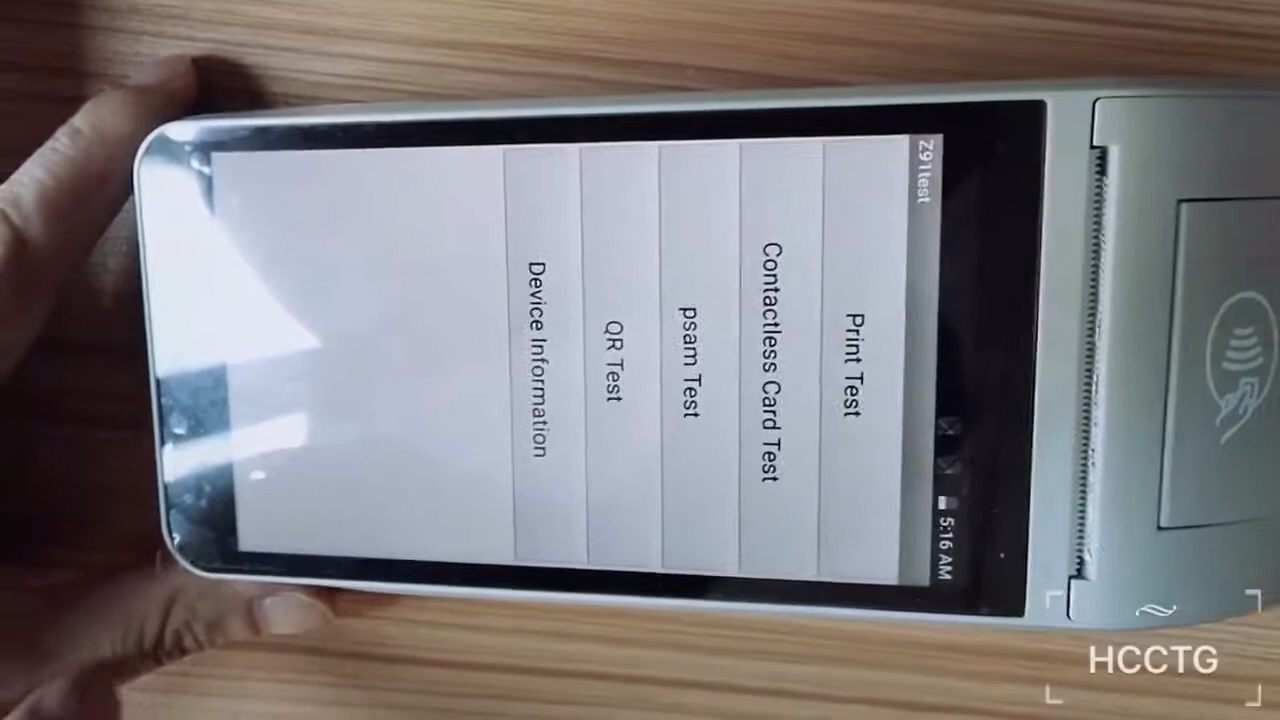 5:16 AM
Z91test
Print Test
Contactless Card Test
psam Test
QR Test
Device Information
HCCTG